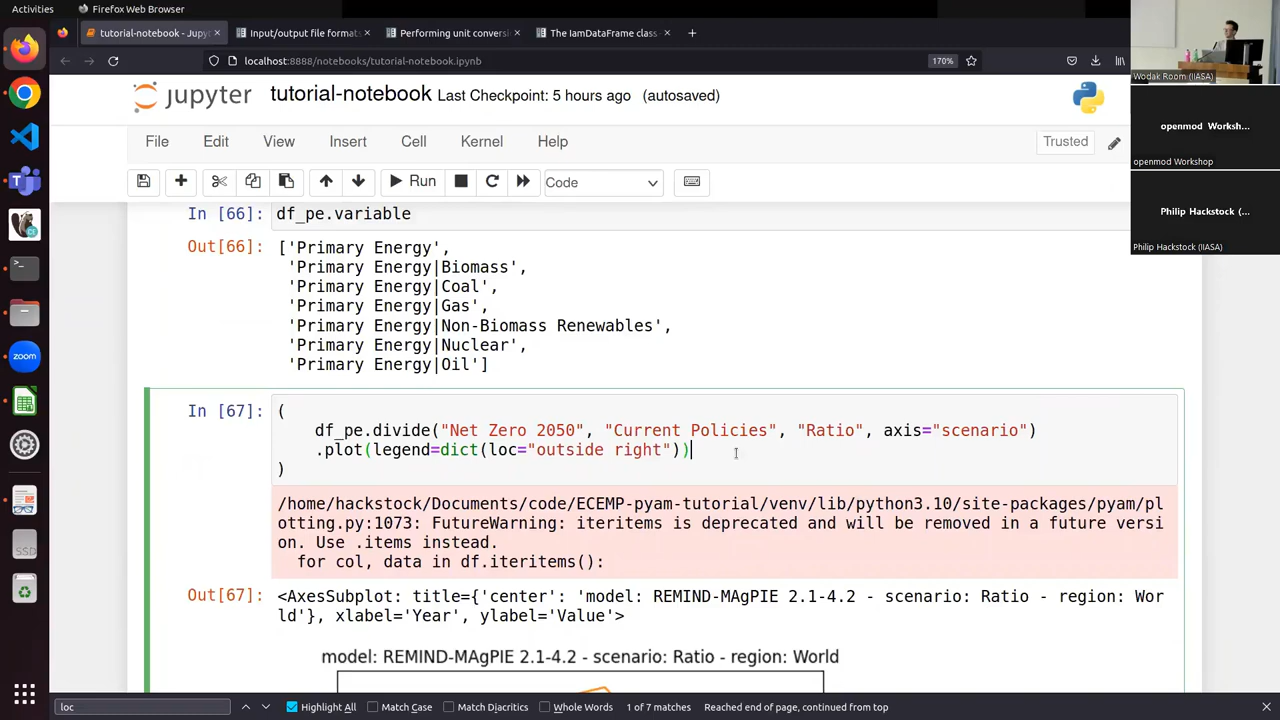 Activities
Firefox Web Browser
tutorial-notebook - Jupyt
Input/output file formats
Performing unit conversi
The IamDataFrame class
localhost:8888/notebooks/tutorial-notebook.ipynb
170%
jupyter tutorial-notebook Last Checkpoint: 5 hours ago (autosaved)
File Edit View Insert Cell Kernel Help
Trusted
Run
Code
In [66]: df_pe.variable
Out[66]: ['Primary Energy',
'Primary Energy|Biomass',
'Primary Energy|Coal',
'Primary Energy|Gas',
'Primary Energy|Non-Biomass Renewables',
'Primary Energy|Nuclear',
'Primary Energy|Oil']
In [67]: (
df_pe.divide("Net Zero 2050", "Current Policies", "Ratio", axis="scenario")
.plot(legend=dict(loc="outside right"))
)
/home/hackstock/Documents/code/ECEMP-pyam-tutorial/venv/lib/python3.10/site-packages/pyam/pl
otting.py:1073: FutureWarning: iteritems is deprecated and will be removed in a future versi
on. Use .items instead.
for col, data in df.iteritems():
Out[67]: <AxesSubplot: title={'center': 'model: REMIND-MAgPIE 2.1-4.2 - scenario: Ratio - region: Wor
ld'}, xlabel='Year', ylabel='Value'>
model: REMIND-MAgPIE 2.1-4.2 - scenario: Ratio - region: World
loc
Highlight All
Match Case
Match Diacritics
Whole Words
1 of 7 matches
Reached end of page, continued from top
Wodak Room (IIASA)
openmod Worksh...
openmod Workshop
Philip Hackstock (...
Philip Hackstock (IIASA)
SSD